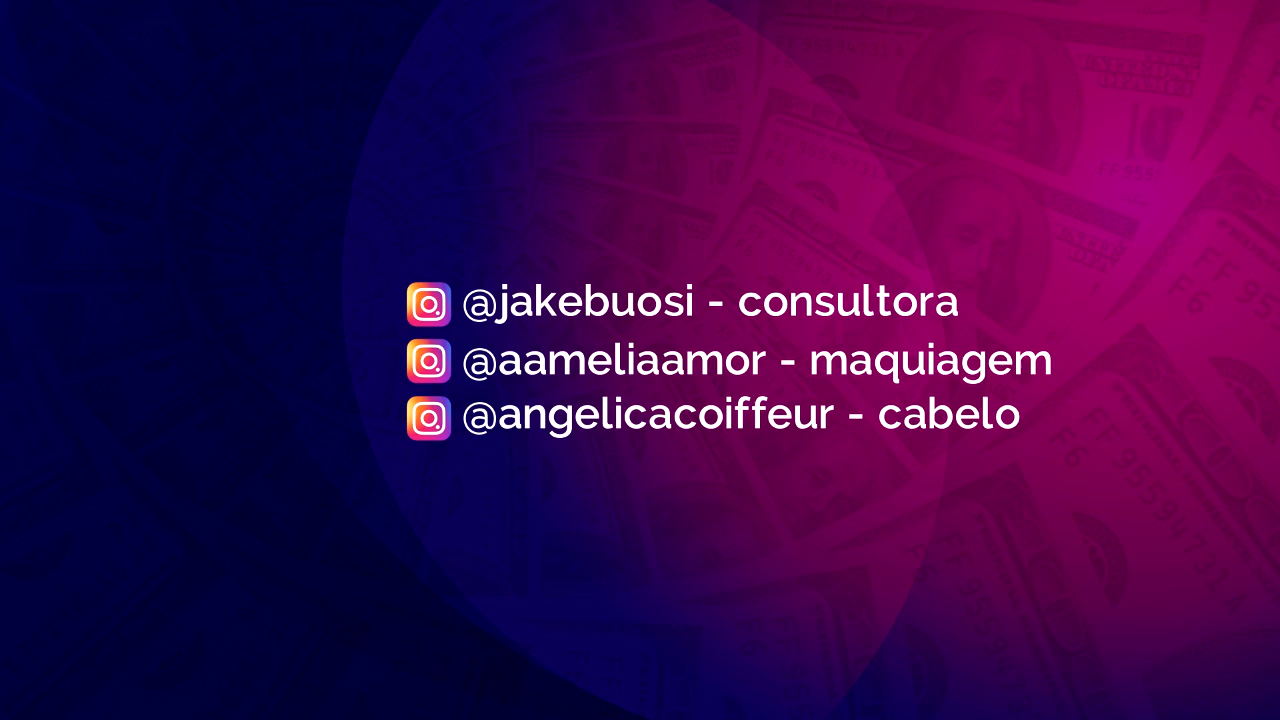 @jakebuosi - consultora
@aameliaamor - maquiagem
@angelicacoiffeur - cabelo